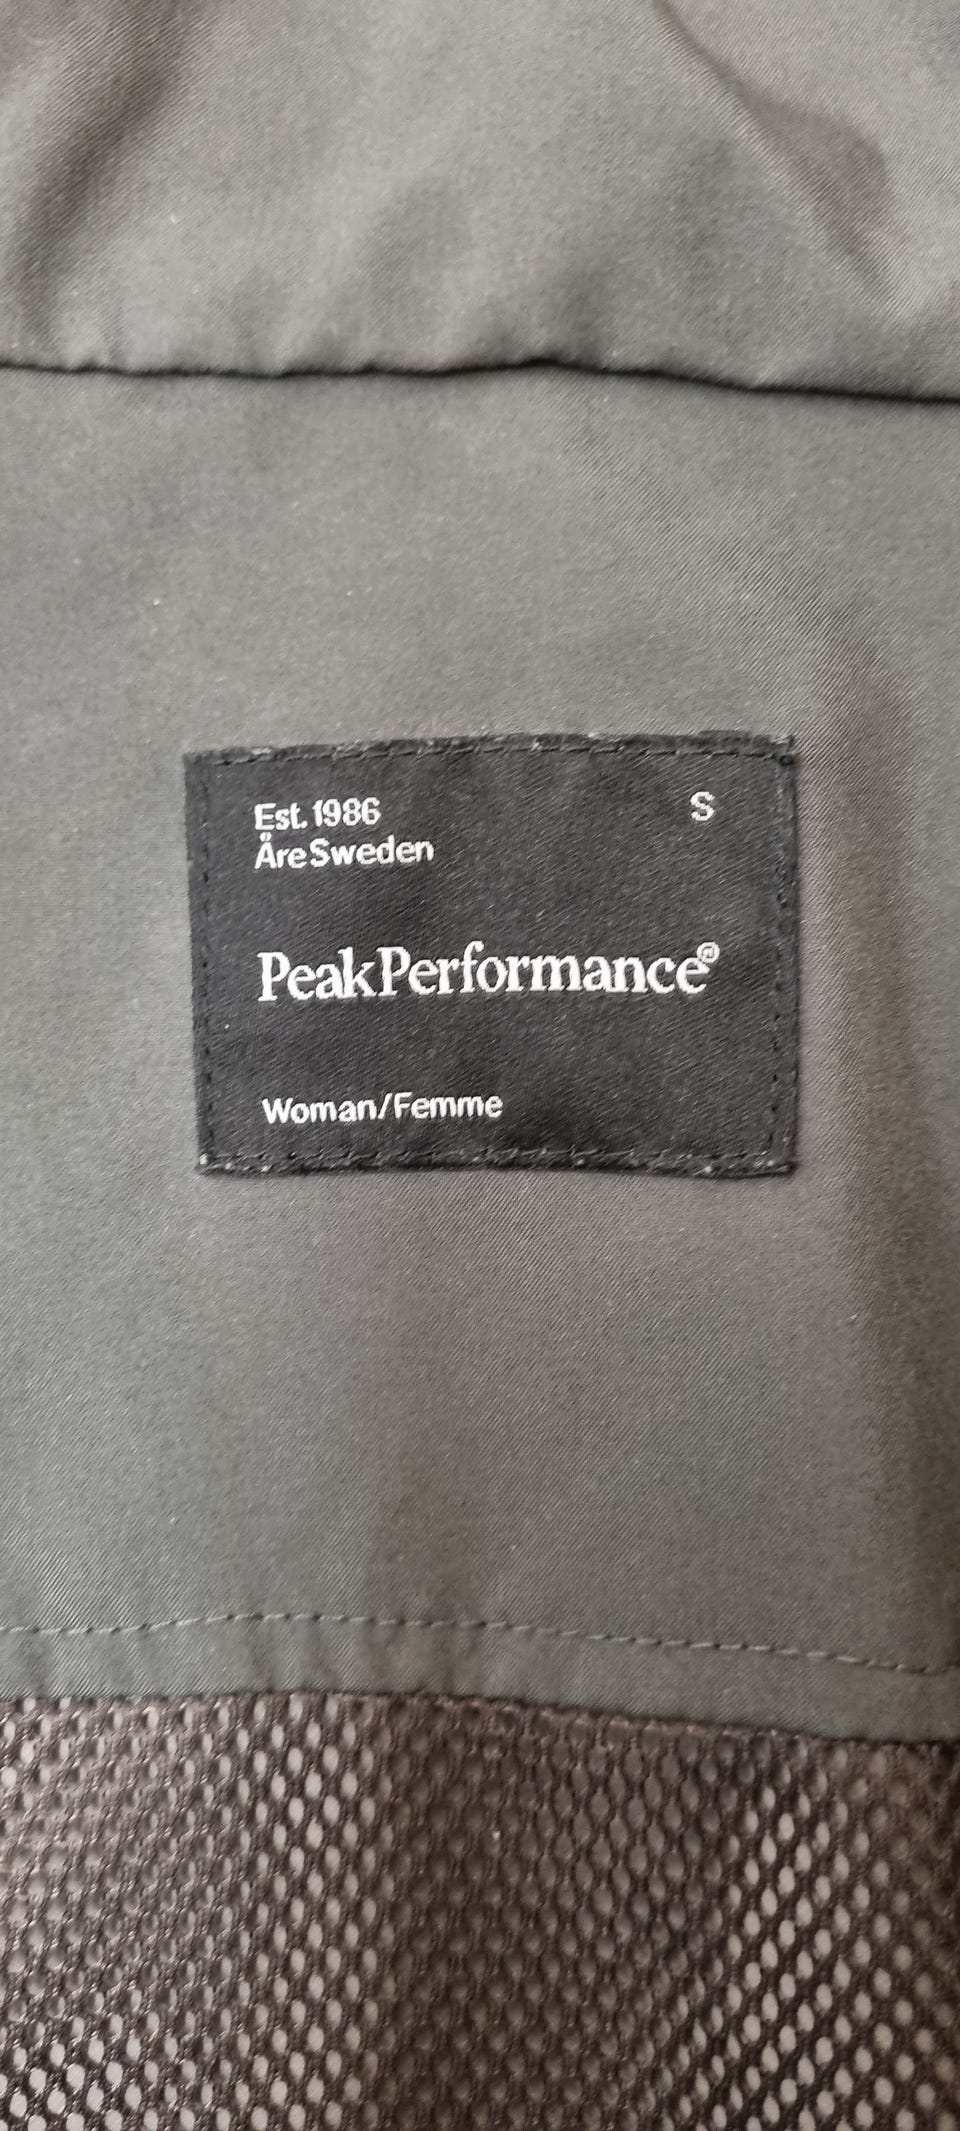 Est. 1986
S
Åre Sweden
PeakPerformance®
Woman/Femme